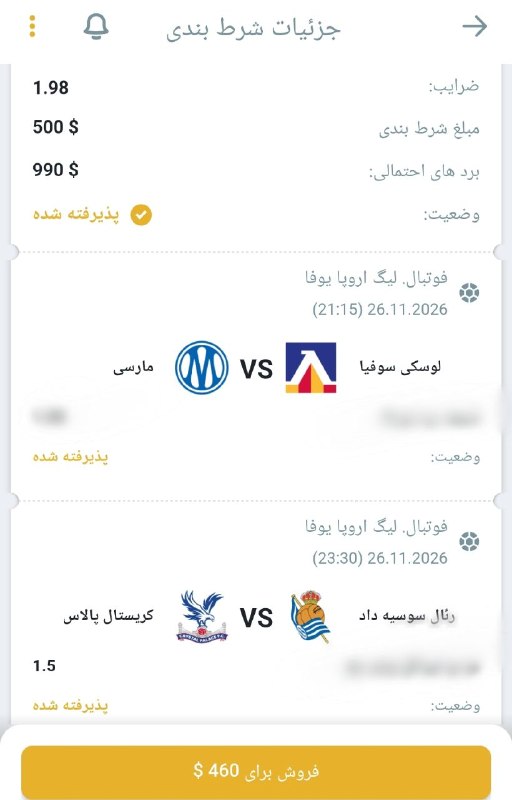 جزئیات شرط بندی
ضرایب: 1.98
مبلغ شرط بندی 500 $
برد های احتمالی: 990 $
وضعیت: پذیرفته شده
فوتبال. لیگ اروپا یوفا
26.11.2026 (21:15)
لوسکی سوفیا VS مارسی
وضعیت: پذیرفته شده
فوتبال. لیگ اروپا یوفا
26.11.2026 (23:30)
رئال سوسیه داد VS کریستال پالاس
1.5
وضعیت: پذیرفته شده
فروش برای 460 $